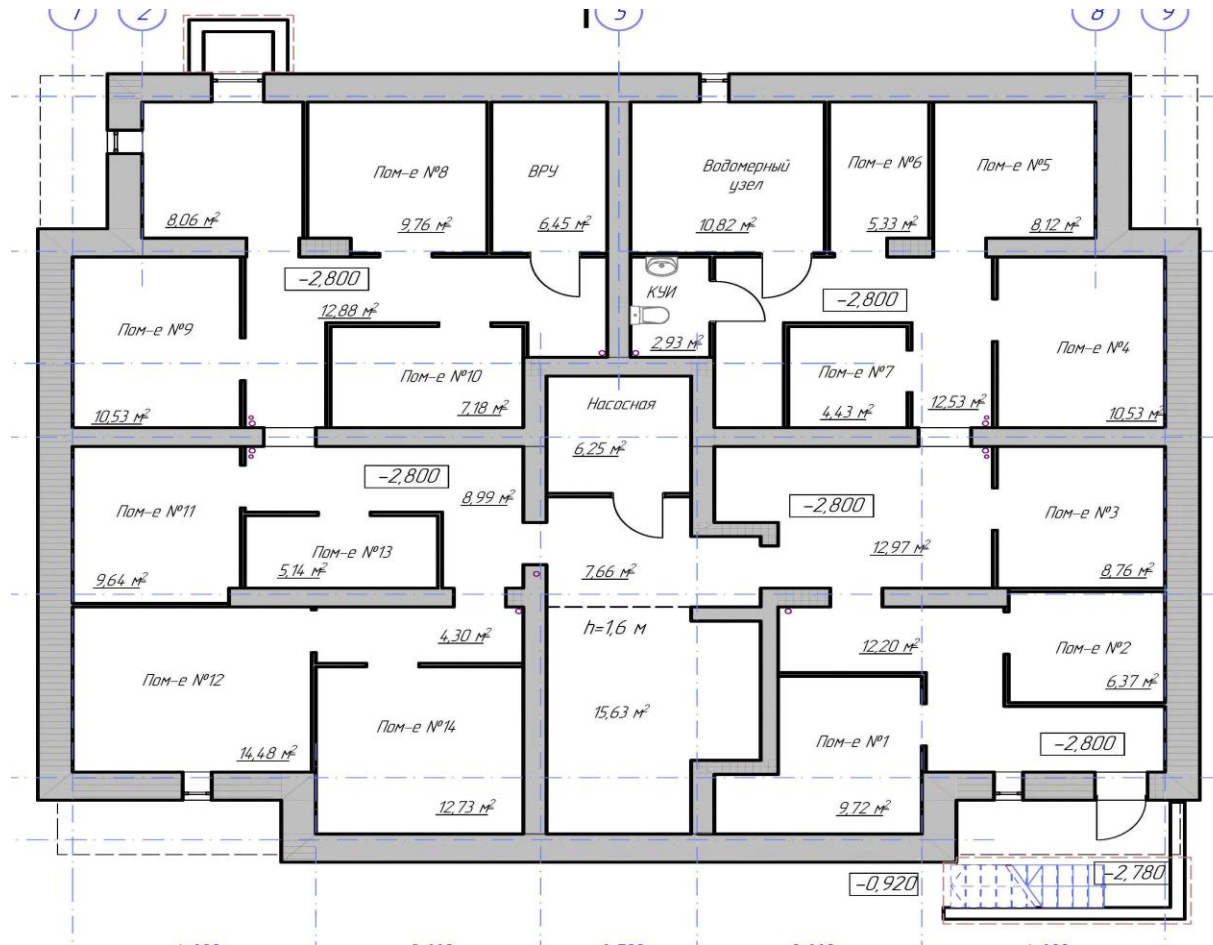 1
2
5
8
9
Пом-е №8
9,76 м²
ВРУ
6,45 м²
Водомерный
узел
10,82 м²
Пом-е №6
5,33 м²
Пом-е №5
8,12 м²
8,06 м²
-2,800
12,88 м²
КУИ
2,93 м²
-2,800
Пом-е №9
10,53 м²
Пом-е №10
7,18 м²
Насосная
6,25 м²
Пом-е №7
4,43 м²
12,53 м²
Пом-е №4
10,53 м²
-2,800
8,99 м²
Пом-е №11
9,64 м²
Пом-е №13
5,14 м²
7,66 м²
-2,800
12,97 м²
Пом-е №3
8,76 м²
4,30 м²
h=1,6 м
12,20 м²
Пом-е №2
6,37 м²
Пом-е №12
14,48 м²
Пом-е №14
12,73 м²
15,63 м²
Пом-е №1
9,72 м²
-2,800
-0,920
-2,780